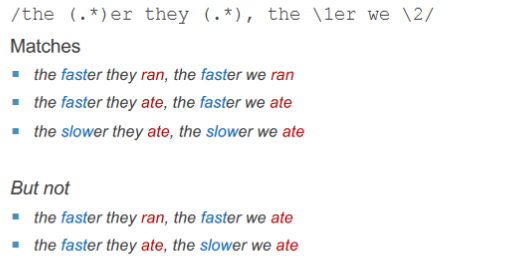 /the (.*)er they (.*), the \1er we \2/
Matches
▪ the faster they ran, the faster we ran
▪ the faster they ate, the faster we ate
▪ the slower they ate, the slower we ate
But not
▪ the faster they ran, the faster we ate
▪ the faster they ate, the slower we ate